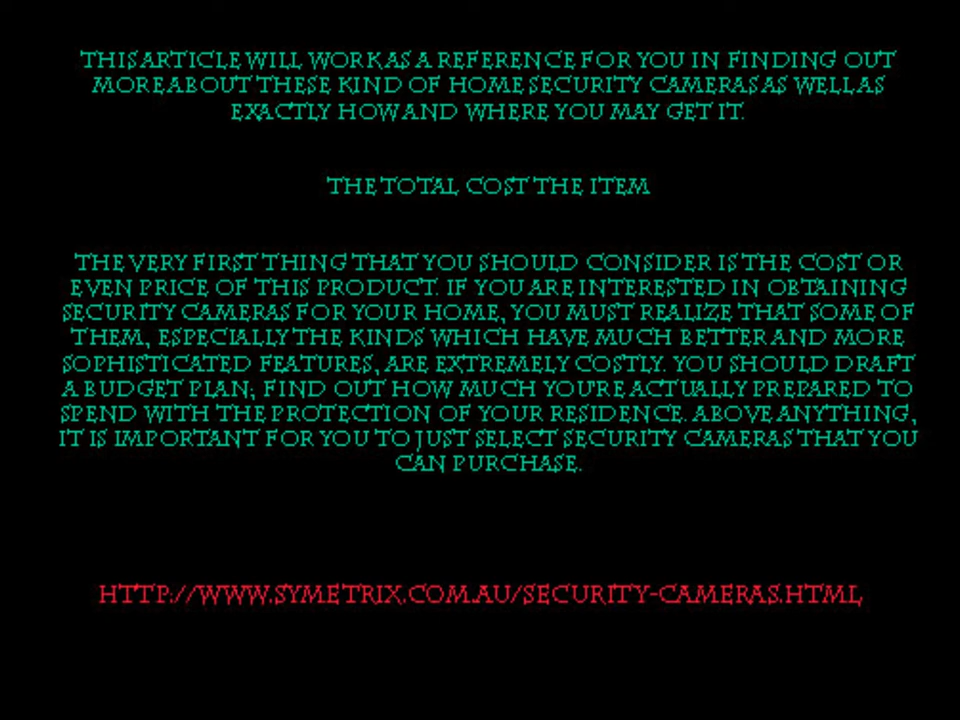 THIS ARTICLE WILL WORK AS A REFERENCE FOR YOU IN FINDING OUT
MORE ABOUT THESE KIND OF HOME SECURITY CAMERAS AS WELL AS
EXACTLY HOW AND WHERE YOU MAY GET IT.
THE TOTAL COST THE ITEM
THE VERY FIRST THING THAT YOU SHOULD CONSIDER IS THE COST OR
EVEN PRICE OF THIS PRODUCT. IF YOU ARE INTERESTED IN OBTAINING
SECURITY CAMERAS FOR YOUR HOME, YOU MUST REALIZE THAT SOME OF
THEM, ESPECIALLY THE KINDS WHICH HAVE MUCH BETTER AND MORE
SOPHISTICATED FEATURES, ARE EXTREMELY COSTLY. YOU SHOULD DRAFT
A BUDGET PLAN; FIND OUT HOW MUCH YOU'RE ACTUALLY PREPARED TO
SPEND WITH THE PROTECTION OF YOUR RESIDENCE. ABOVE ANYTHING,
IT IS IMPORTANT FOR YOU TO JUST SELECT SECURITY CAMERAS THAT YOU
CAN PURCHASE.
HTTP://WWW.SYMETRIX.COM.AU/SECURITY-CAMERAS.HTML